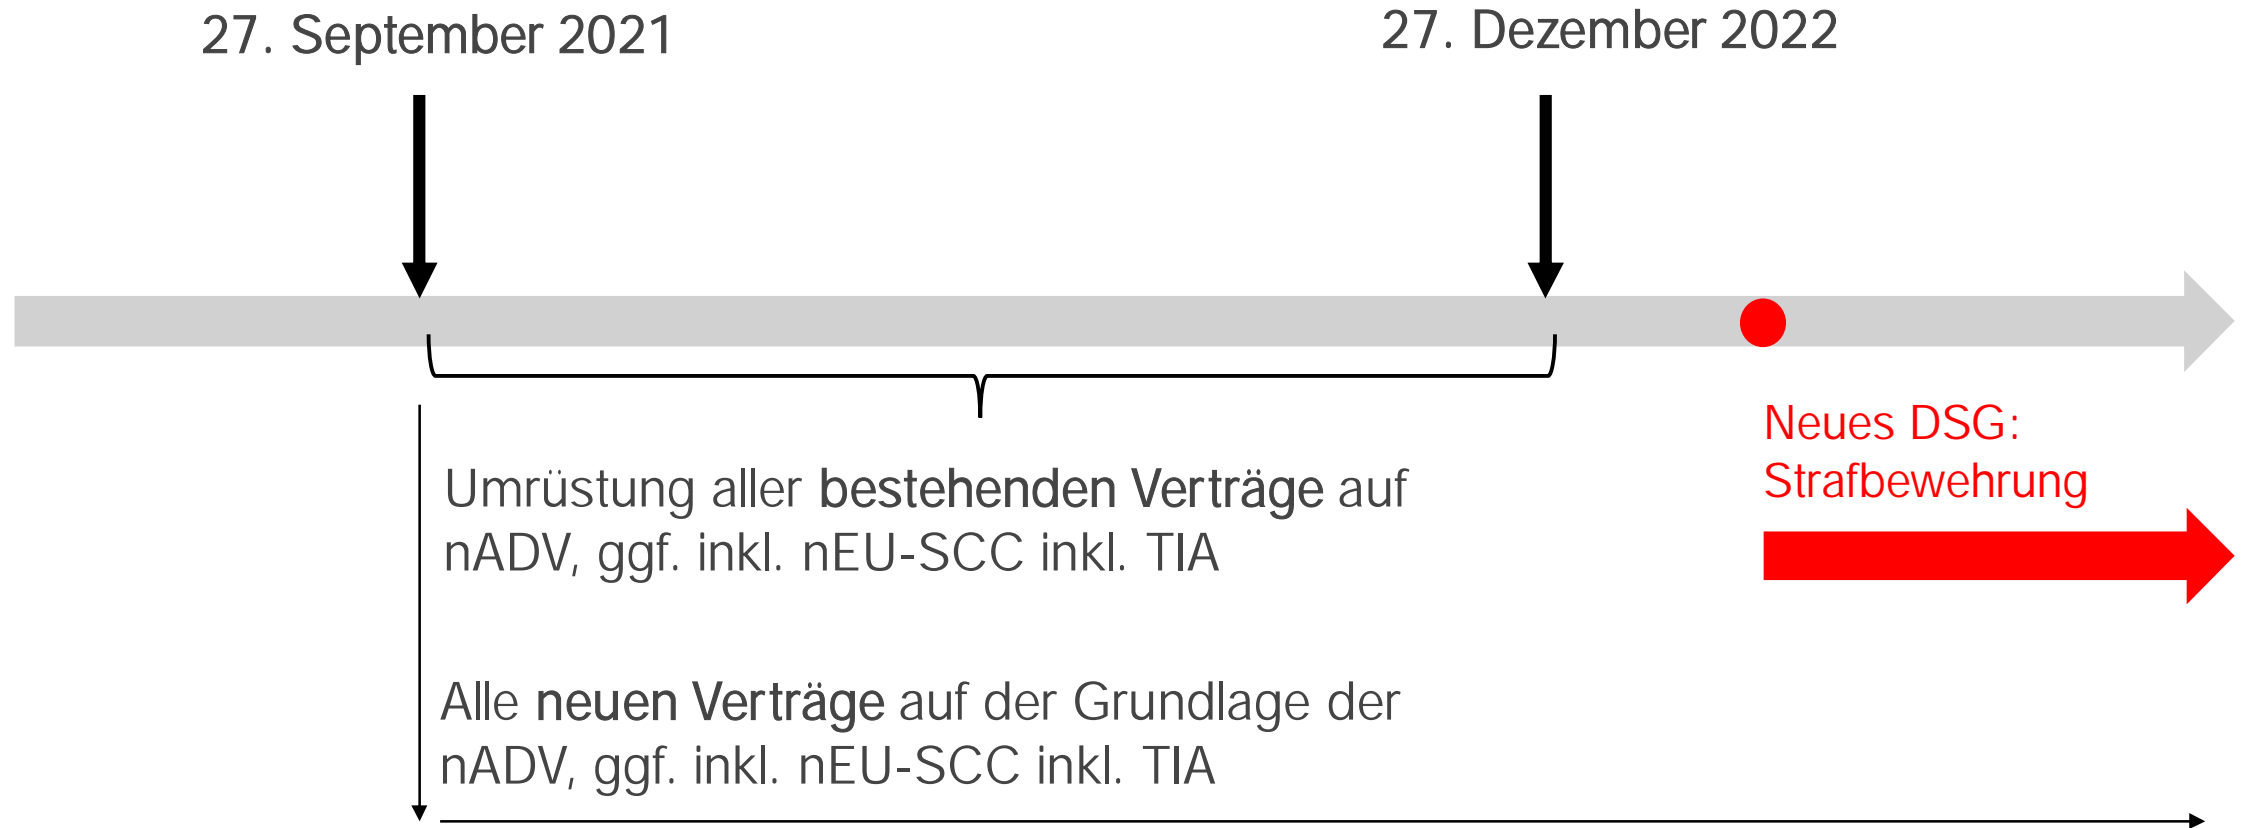 27. September 2021
27. Dezember 2022
Neues DSG:
Strafbewehrung
Umrüstung aller bestehenden Verträge auf
nADV, ggf. inkl. nEU-SCC inkl. TIA
Alle neuen Verträge auf der Grundlage der
nADV, ggf. inkl. nEU-SCC inkl. TIA